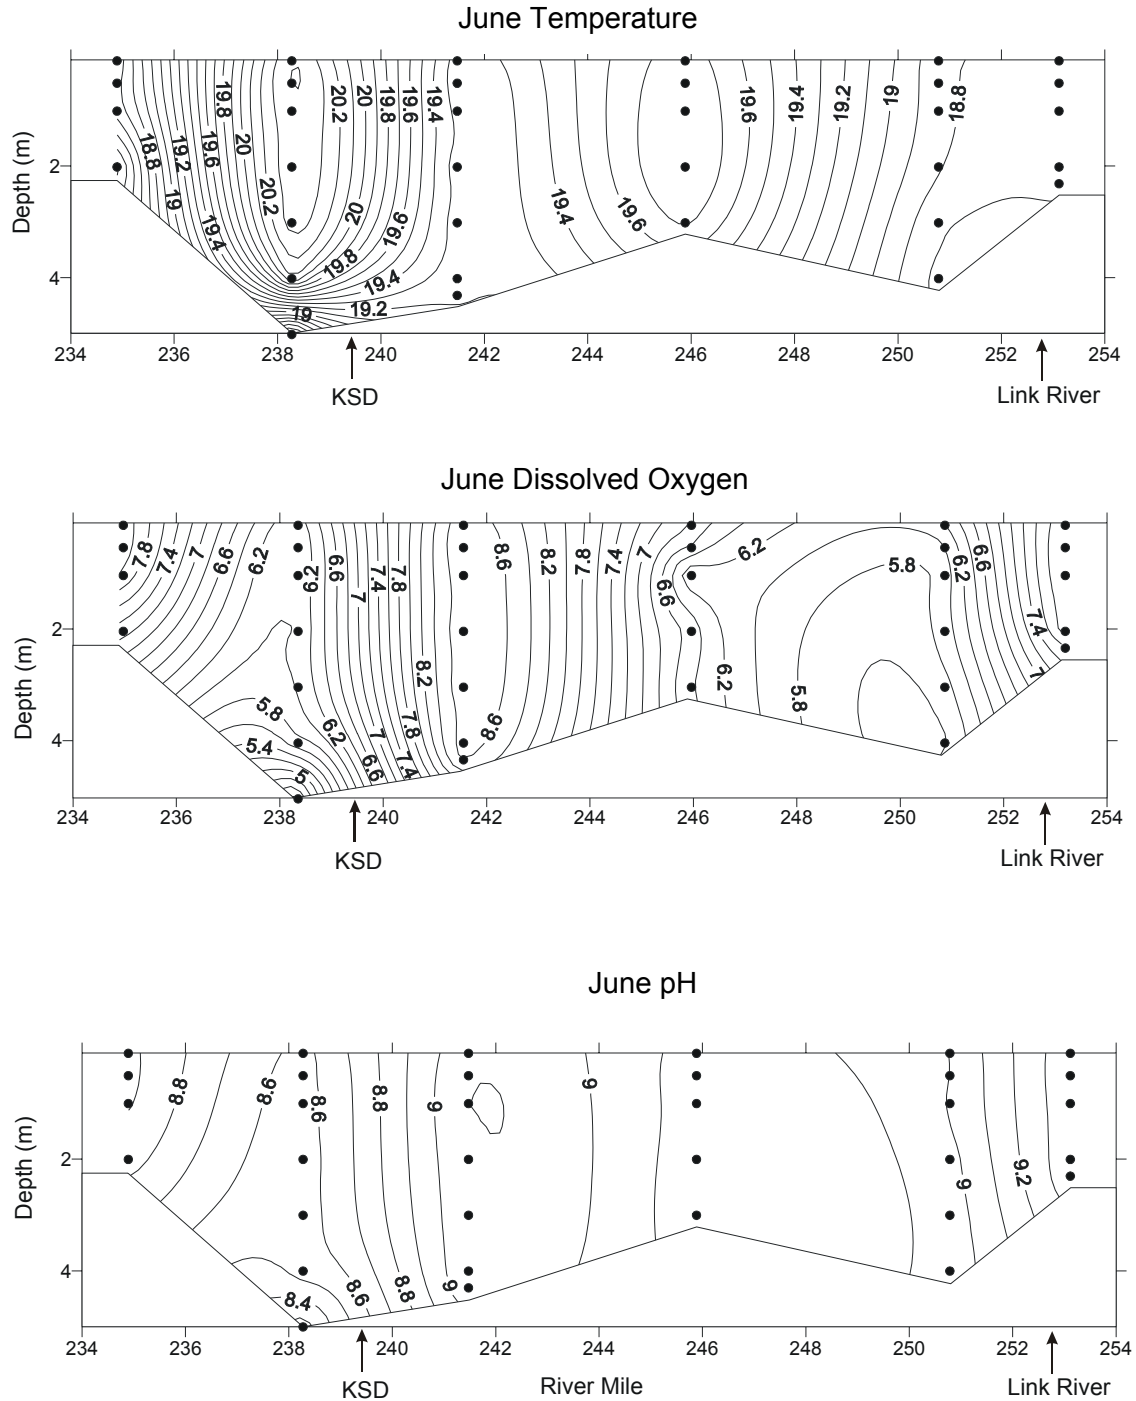 June Temperature
19.8 20.2 20 19.8 19.6 19.4 19.6 19.4 19.2 19 18.8
18.8 19.2 19.6 20
Depth (m)
2
19 19.4 20.2 20 19.6 19.4 19.6
19.8
4
19.4
19 19.2
234 236 238 240 242 244 246 248 250 252 254
KSD
Link River
June Dissolved Oxygen
7.8 7.4 7 6.6 6.2 6.2 6.6 7 7.4 7.8 8.6 8.2 7.8 7.4 7 6.2
6.6 5.8 6.2 6.6
Depth (m)
2
7.4
8.2 6.2 5.8 7
5.8 6.2 7 7.8 8.6
4
5.4 6.6 7.4
5
234 236 238 240 242 244 246 248 250 252 254
KSD
Link River
June pH
8.8 8.6 8.6 8.8 9 9
Depth (m)
2
9 9.2
4
8.4 8.6 8.8 9
234 236 238 240 242 244 246 248 250 252 254
KSD
River Mile
Link River